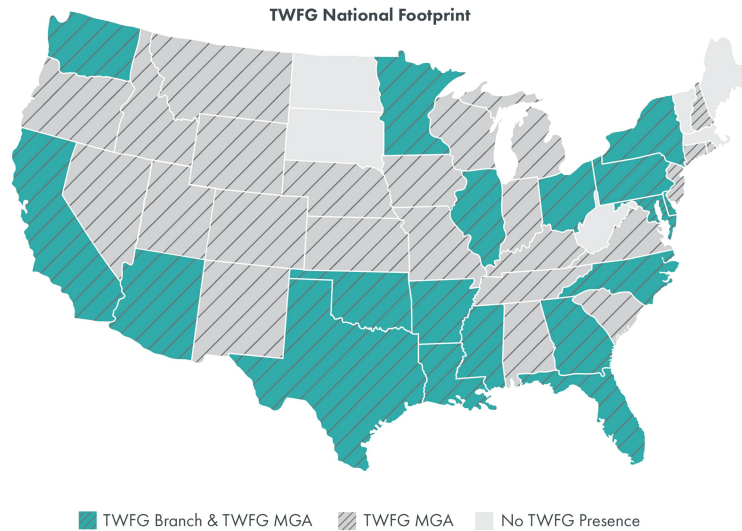 TWFG National Footprint
TWFG Branch & TWFG MGA TWFG MGA No TWFG Presence